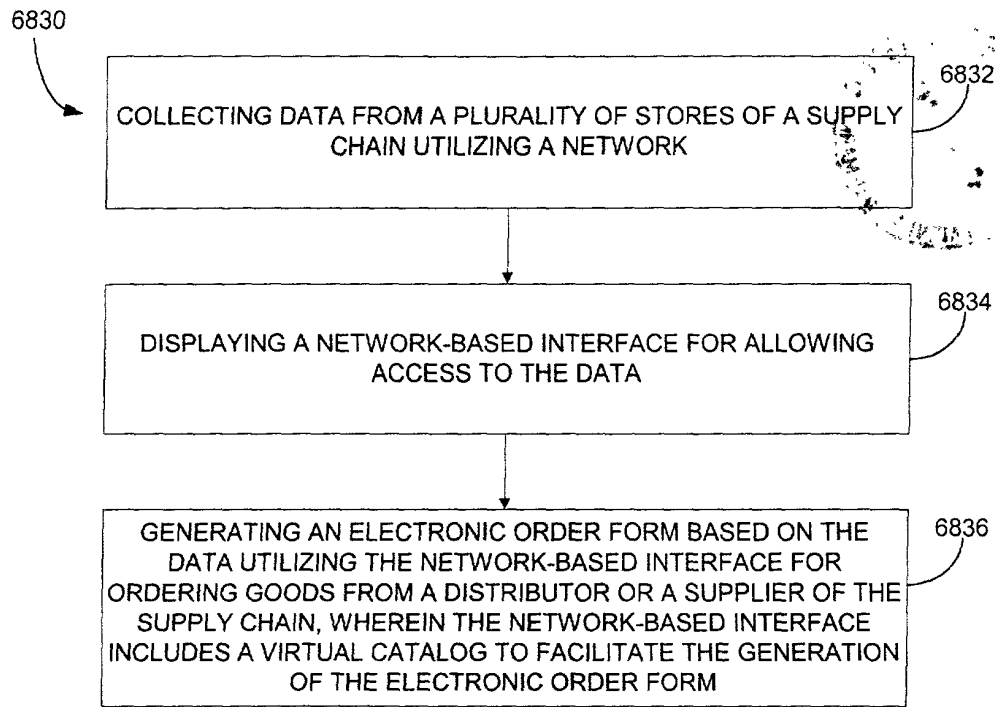 6830
6832
COLLECTING DATA FROM A PLURALITY OF STORES OF A SUPPLY
CHAIN UTILIZING A NETWORK
6834
DISPLAYING A NETWORK-BASED INTERFACE FOR ALLOWING
ACCESS TO THE DATA
6836
GENERATING AN ELECTRONIC ORDER FORM BASED ON THE
DATA UTILIZING THE NETWORK-BASED INTERFACE FOR
ORDERING GOODS FROM A DISTRIBUTOR OR A SUPPLIER OF THE
SUPPLY CHAIN, WHEREIN THE NETWORK-BASED INTERFACE
INCLUDES A VIRTUAL CATALOG TO FACILITATE THE GENERATION
OF THE ELECTRONIC ORDER FORM